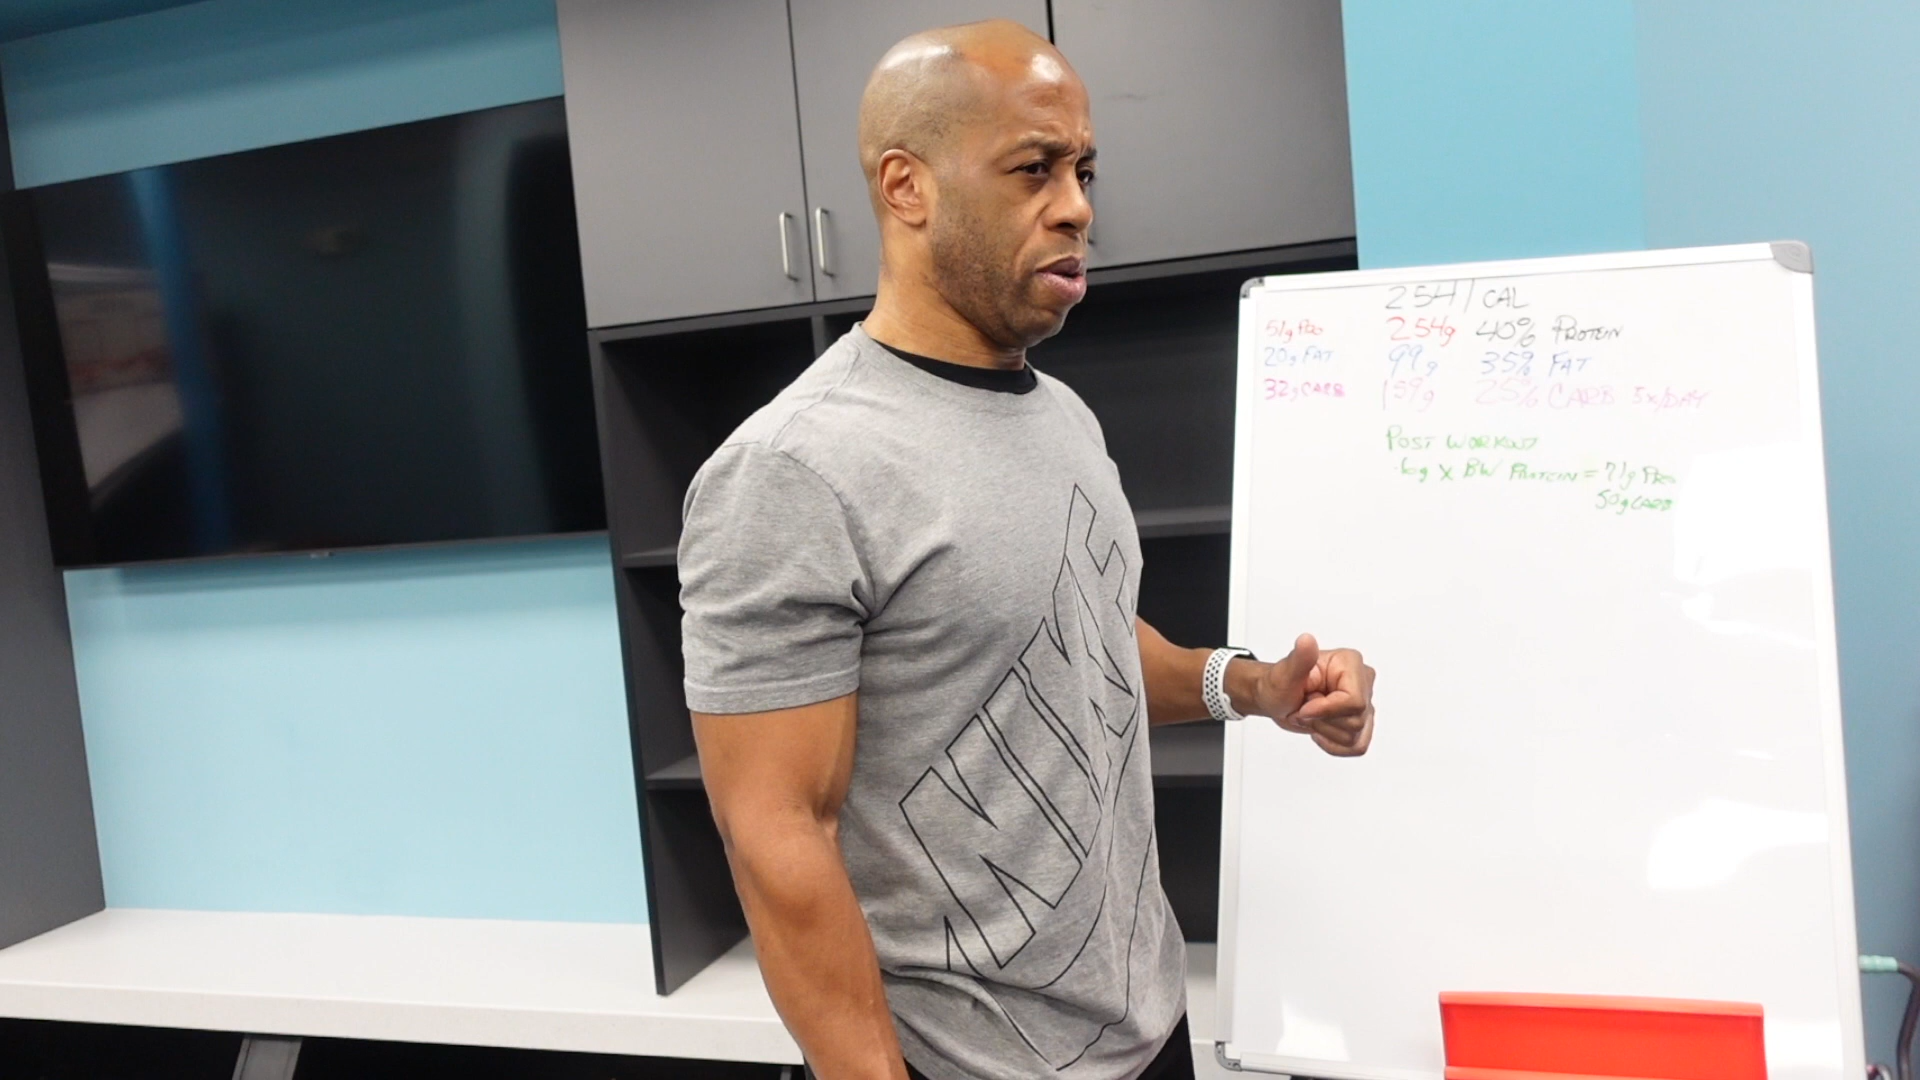 2541 CAL
51g PRO 254g 40% PROTEIN
20g FAT 99g 35% FAT
32g CARB 159g 25% CARB 5x/DAY
POST WORKOUT
.6g X BW PROTEIN = 71g PRO
50g CARB
NIKE